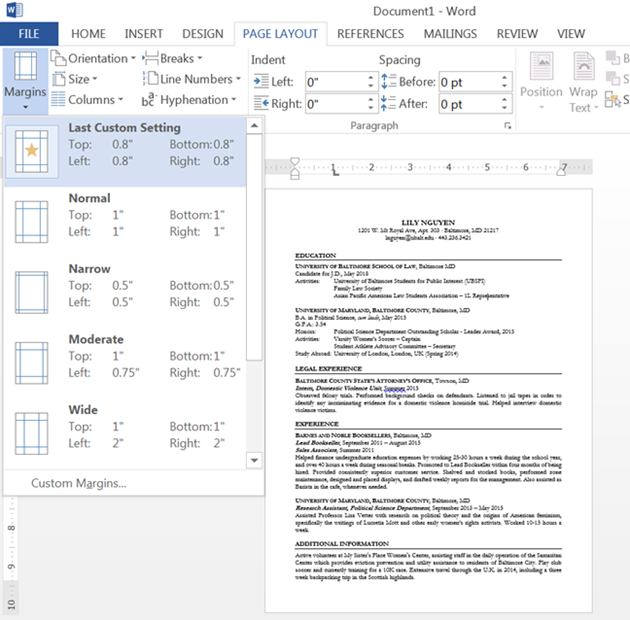 Document1 - Word
FILE HOME INSERT DESIGN PAGE LAYOUT REFERENCES MAILINGS REVIEW VIEW
Margins
Orientation
Size
Columns
Breaks
Line Numbers
Hyphenation
Indent
Left: 0"
Right: 0"
Spacing
Before: 0 pt
After: 0 pt
Paragraph
Position
Wrap Text
B
S
S
Last Custom Setting
Top: 0.8" Bottom:0.8"
Left: 0.8" Right: 0.8"
Normal
Top: 1" Bottom:1"
Left: 1" Right: 1"
Narrow
Top: 0.5" Bottom:0.5"
Left: 0.5" Right: 0.5"
Moderate
Top: 1" Bottom:1"
Left: 0.75" Right: 0.75"
Wide
Top: 1" Bottom:1"
Left: 2" Right: 2"
Custom Margins...
1 2 3 4 5 6 7
8
9
10
LILY NGUYEN
1201 W. Mt Royal Ave, Apt. 303 · Baltimore, MD 21217
lnguyen@ubalt.edu · 443.236.3421
EDUCATION
UNIVERSITY OF BALTIMORE SCHOOL OF LAW, Baltimore MD
Candidate for J.D., May 2018
Activities: University of Baltimore Students for Public Interest (UBSPI)
Family Law Society
Asian Pacific American Law Students Association – 1L Representative
UNIVERSITY OF MARYLAND, BALTIMORE COUNTY, Baltimore, MD
B.A. in Political Science, cum laude, May 2015
G.P.A.: 3.54
Honors: Political Science Department Outstanding Scholar - Leader Award, 2015
Activities: Varsity Women's Soccer – Captain
Student Athlete Advisory Committee – Secretary
Study Abroad: University of London, London, UK (Spring 2014)
LEGAL EXPERIENCE
BALTIMORE COUNTY STATE'S ATTORNEY'S OFFICE, Towson, MD
Intern, Domestic Violence Unit, Summer 2015
Observed felony trials. Performed background checks on defendants. Listened to jail tapes in order to
identify any incriminating evidence for a domestic violence homicide trial. Helped interview domestic
violence victims.
EXPERIENCE
BARNES AND NOBLE BOOKSELLERS, Baltimore, MD
Lead Bookseller, September 2011 – August 2013
Sales Associate, Summer 2011
Helped finance undergraduate education expenses by working 25-30 hours a week during the school year,
and over 40 hours a week during seasonal breaks. Promoted to Lead Bookseller within four months of being
hired. Provided consistently superior customer service. Shelved and stocked books, performed zone
maintenance, designed and placed displays, and drafted weekly reports for the management. Also assisted as
Barista in the cafe, whenever needed.
UNIVERSITY OF MARYLAND, BALTIMORE COUNTY, Baltimore, MD
Research Assistant, Political Science Department, September 2013 – May 2015
Assisted Professor Lisa Vetter with research on political theory and the origins of American feminism,
specifically the writings of Lucretia Mott and other early women's rights activists. Worked 10-15 hours a
week.
ADDITIONAL INFORMATION
Active volunteers at My Sister's Place Women's Center, assisting staff in the daily operation of the Samaritan
Center which provides eviction prevention and utility assistance to residents of Baltimore City. Play club
soccer and currently training for a 10K race. Extensive travel through the U.K. in 2014, including a three
week backpacking trip in the Scottish highlands.